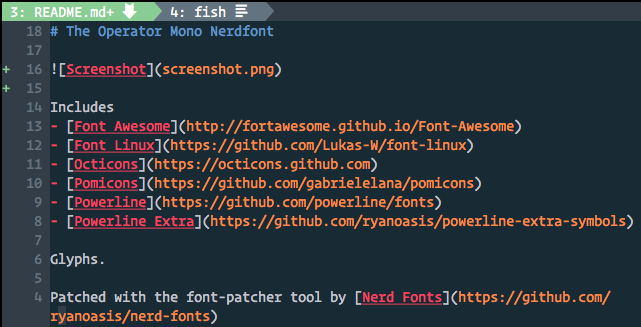 3: README.md+ 4: fish
18 # The Operator Mono Nerdfont
17
+ 16 ![Screenshot](screenshot.png)
+ 15
14 Includes
13 - [Font Awesome](http://fortawesome.github.io/Font-Awesome)
12 - [Font Linux](https://github.com/Lukas-W/font-linux)
11 - [Octicons](https://octicons.github.com)
10 - [Pomicons](https://github.com/gabrielelana/pomicons)
9 - [Powerline](https://github.com/powerline/fonts)
8 - [Powerline Extra](https://github.com/ryanoasis/powerline-extra-symbols)
7
6 Glyphs.
5
4 Patched with the font-patcher tool by [Nerd Fonts](https://github.com/
ryanoasis/nerd-fonts)